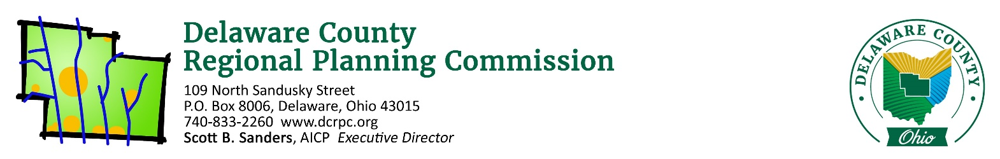 Delaware County
Regional Planning Commission
109 North Sandusky Street
P.O. Box 8006, Delaware, Ohio 43015
740-833-2260 www.dcrpc.org
Scott B. Sanders, AICP Executive Director
DELAWARE COUNTY
Ohio